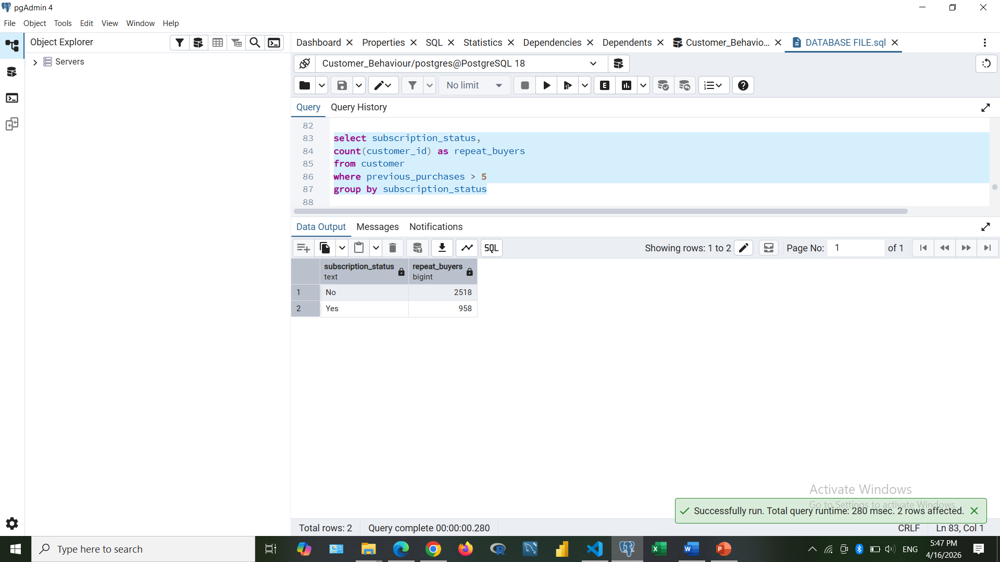 pgAdmin 4
File Object Tools Edit View Window Help
Object Explorer
Servers
Dashboard Properties SQL Statistics Dependencies Dependents Customer_Behavio... DATABASE FILE.sql
Customer_Behaviour/postgres@PostgreSQL 18
No limit E
Query Query History
82
83 select subscription_status,
84 count(customer_id) as repeat_buyers
85 from customer
86 where previous_purchases > 5
87 group by subscription_status
88
Data Output Messages Notifications
SQL Showing rows: 1 to 2 Page No: 1 of 1
subscription_status repeat_buyers
text bigint
1 No 2518
2 Yes 958
Activate Windows
Go to Settings to activate Windows.
Successfully run. Total query runtime: 280 msec. 2 rows affected.
Total rows: 2 Query complete 00:00:00.280 CRLF Ln 83, Col 1
Type here to search
ENG
5:47 PM
4/16/2026